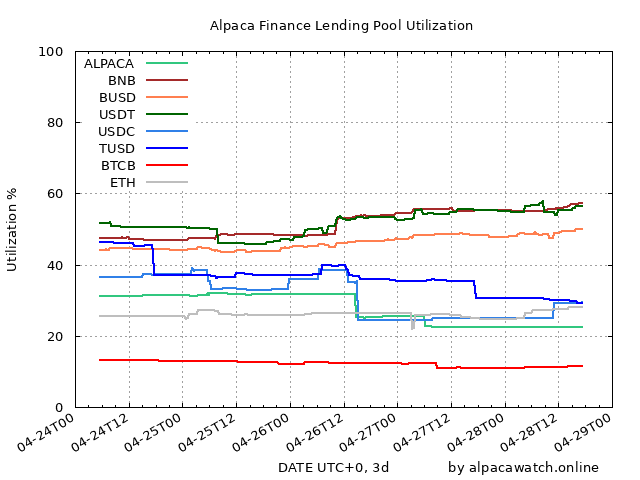 Alpaca Finance Lending Pool Utilization
100
80
60
40
20
0
Utilization %
ALPACA
BNB
BUSD
USDT
USDC
TUSD
BTCB
ETH
04-24T00
04-24T12
04-25T00
04-25T12
04-26T00
04-26T12
04-27T00
04-27T12
04-28T00
04-28T12
04-29T00
DATE UTC+0, 3d
by alpacawatch.online